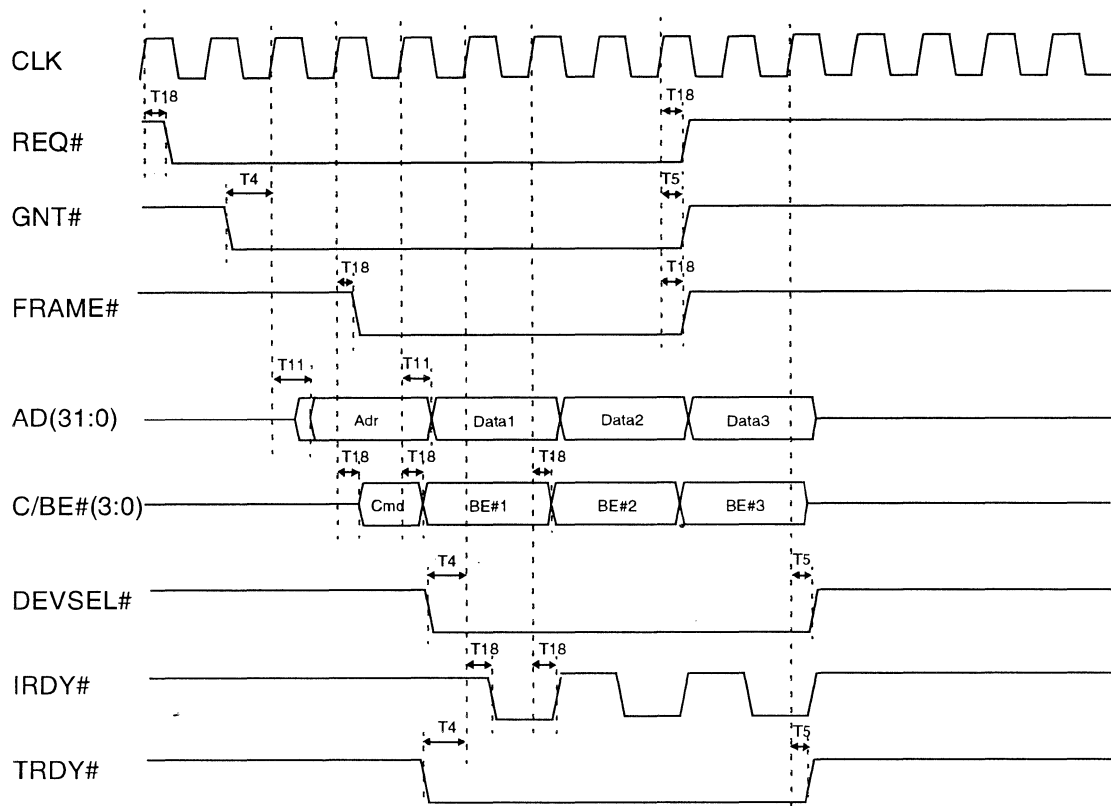 CLK
T18 T18
REQ#
T4 T5
GNT#
T18 T18
FRAME#
T11 T11
AD(31:0) Adr Data1 Data2 Data3
T18 T18 T18
C/BE#(3:0) Cmd BE#1 BE#2 BE#3
T4 T5
DEVSEL#
T18 T18
IRDY#
T4 T5
TRDY#